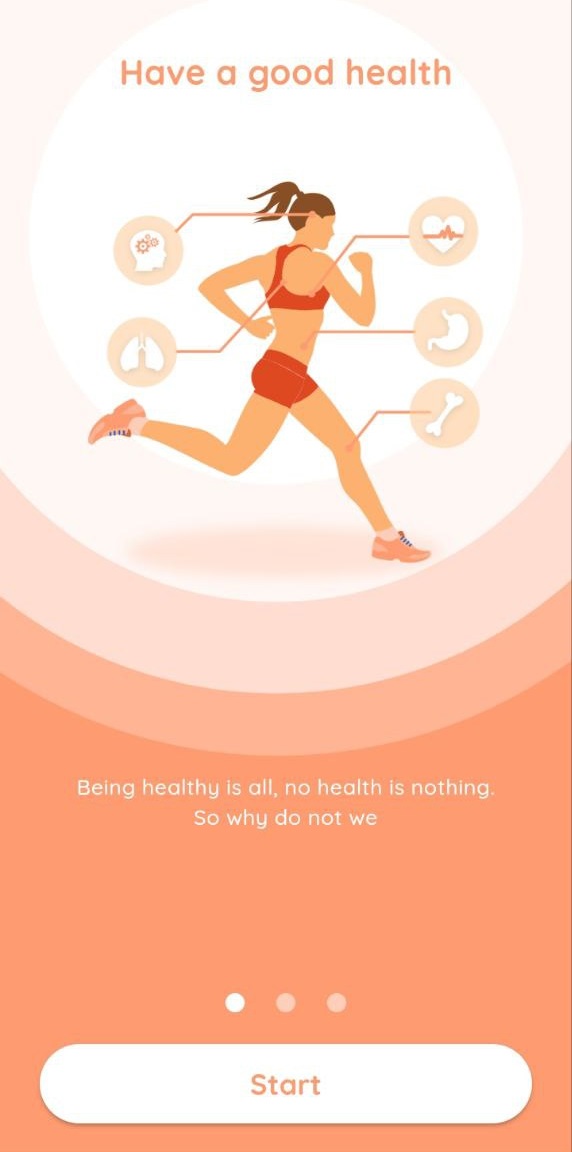 Have a good health
Being healthy is all, no health is nothing.
So why do not we
Start